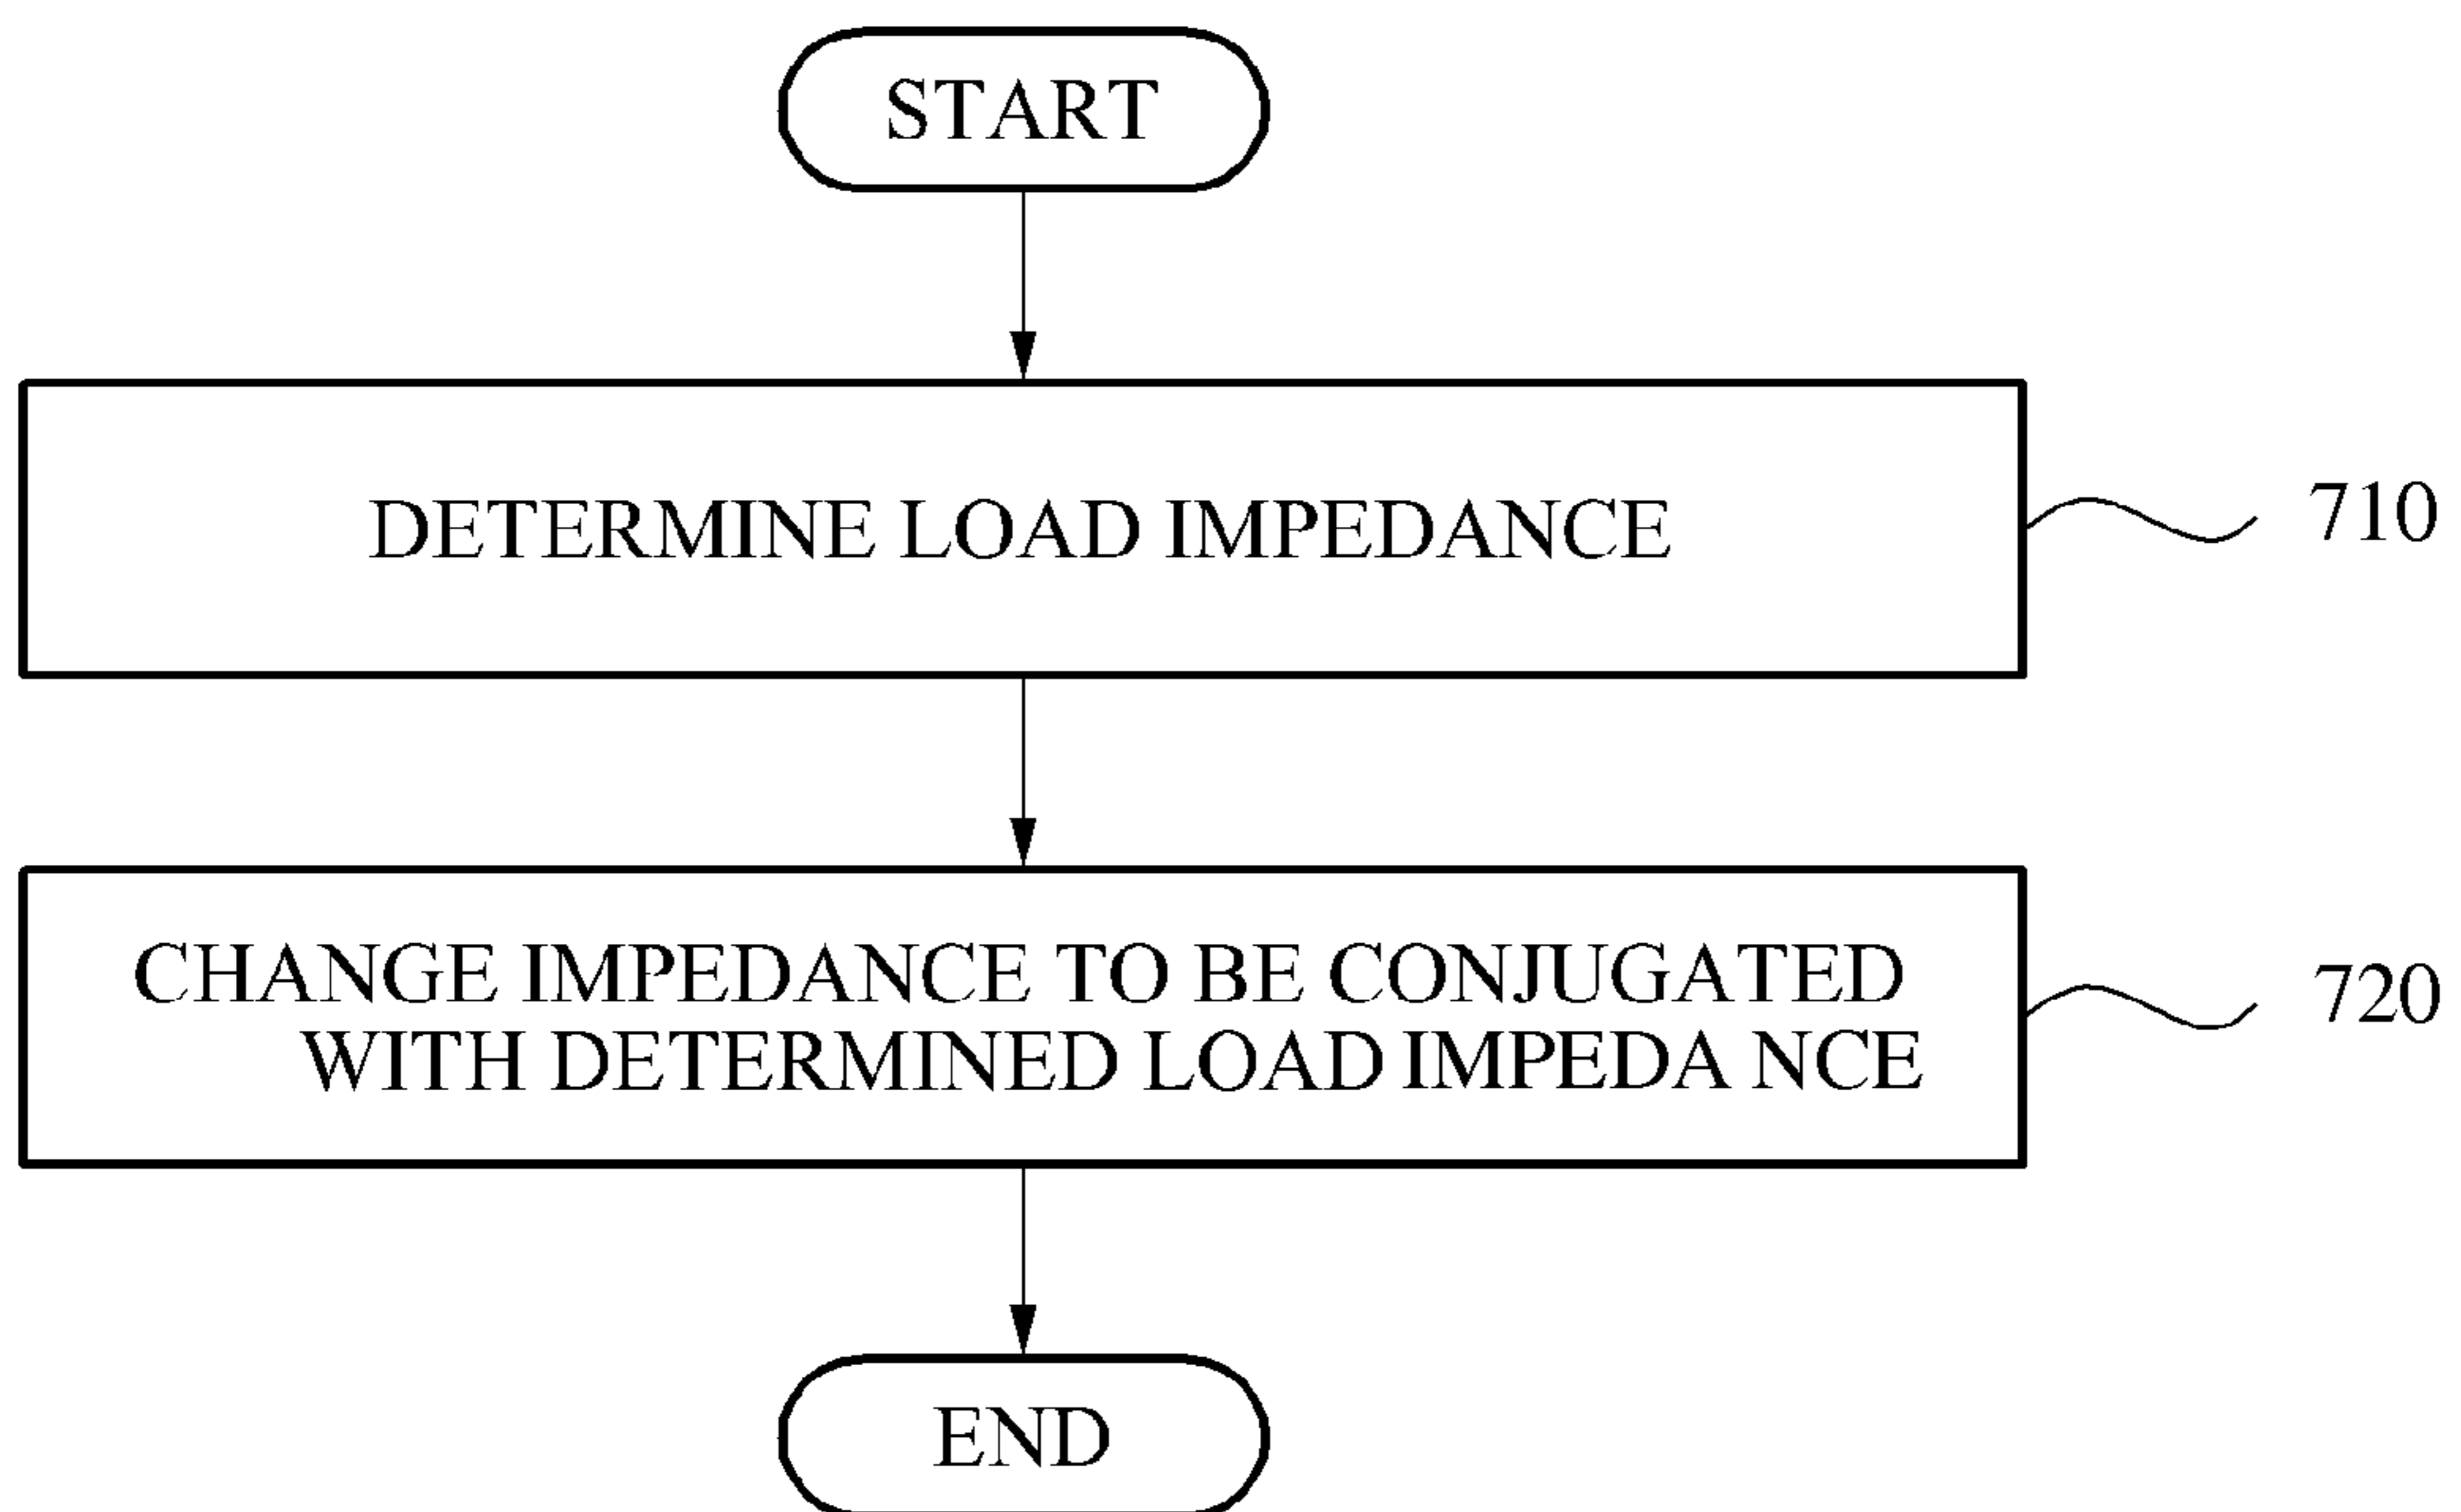 START
DETERMINE LOAD IMPEDANCE
710
CHANGE IMPEDANCE TO BE CONJUGATED
WITH DETERMINED LOAD IMPEDA NCE
720
END